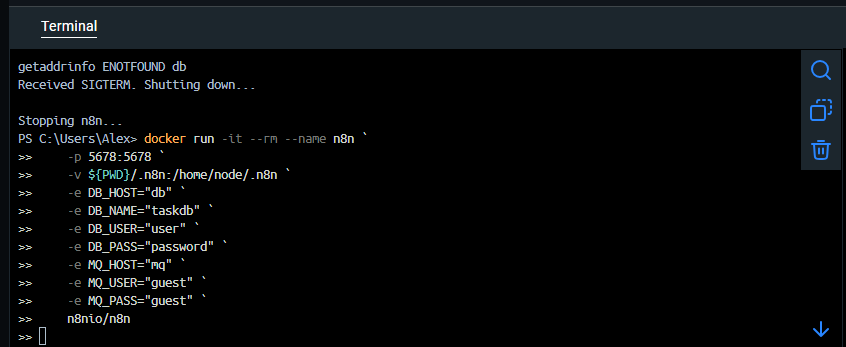 Terminal
getaddrinfo ENOTFOUND db
Received SIGTERM. Shutting down...
Stopping n8n...
PS C:\Users\Alex> docker run -it --rm --name n8n `
>>     -p 5678:5678 `
>>     -v ${PWD}/.n8n:/home/node/.n8n `
>>     -e DB_HOST="db" `
>>     -e DB_NAME="taskdb" `
>>     -e DB_USER="user" `
>>     -e DB_PASS="password" `
>>     -e MQ_HOST="mq" `
>>     -e MQ_USER="guest" `
>>     -e MQ_PASS="guest" `
>>     n8nio/n8n
>>